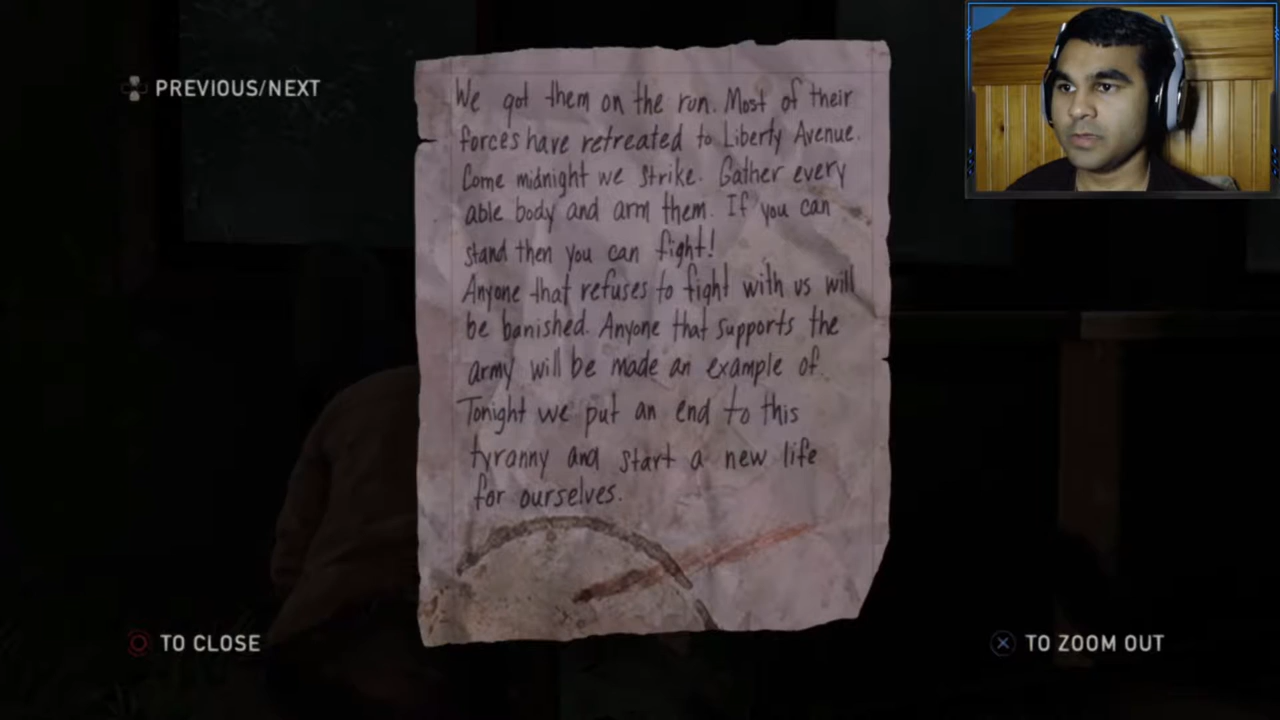 PREVIOUS/NEXT
We got them on the run. Most of their
forces have retreated to Liberty Avenue.
Come midnight we strike. Gather every
able body and arm them. If you can
stand then you can fight!
Anyone that refuses to fight with us will
be banished. Anyone that supports the
army will be made an example of.
Tonight we put an end to this
tyranny and start a new life
for ourselves.
TO CLOSE
TO ZOOM OUT